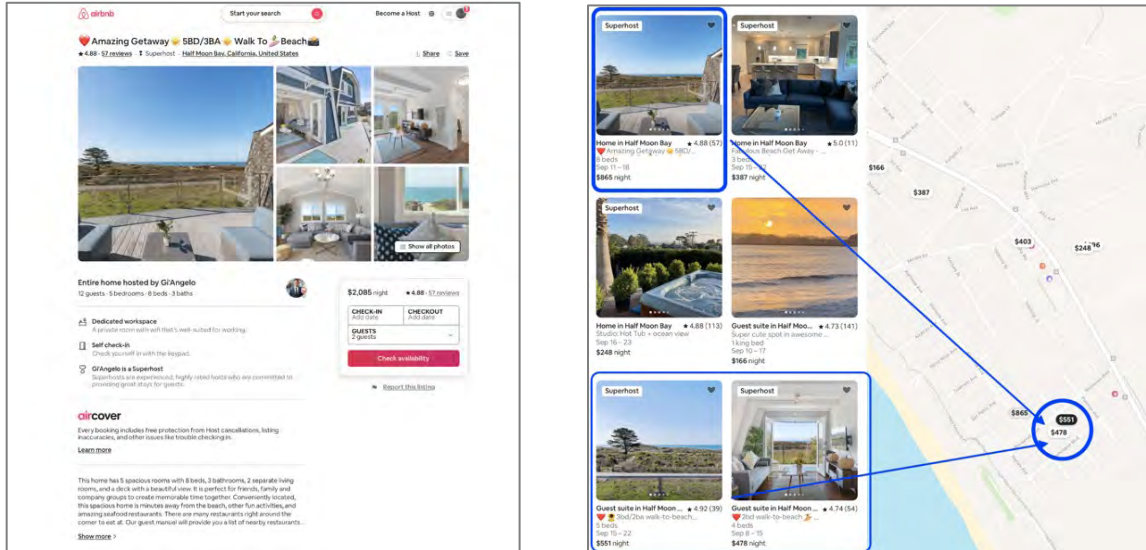 airbnb
Start your search
Become a Host
❤️Amazing Getaway 5BD/3BA Walk To Beach
★ 4.88 · 57 reviews · Superhost · Half Moon Bay, California, United States
Share Save
Show all photos
Entire home hosted by Gi'Angelo
12 guests · 5 bedrooms · 8 beds · 3 baths
Dedicated workspace
A private room with wifi that's well-suited for working.
Self check-in
Check yourself in with the keypad.
Gi'Angelo is a Superhost
Superhosts are experienced, highly rated hosts who are committed to
providing great stays for guests.
$2,085 night ★ 4.88 · 57 reviews
CHECK-IN CHECKOUT
Add date Add date
GUESTS
2 guests
Check availability
Report this listing
aircover
Every booking includes free protection from Host cancellations, listing
inaccuracies, and other issues like trouble checking in.
Learn more
This home has 5 spacious rooms with 8 beds, 3 bathrooms, 2 separate living
rooms, and a deck with a beautiful view. It is perfect for friends, family and
company groups to create memorable time together. Conveniently located,
this spacious home is minutes away from the beach, other fun activities, and
amazing seafood restaurants. There are many restaurants right around the
corner to eat at. Our guest manual will provide you a list of nearby restaurants...
Show more >
Superhost
Home in Half Moon Bay ★ 4.88 (57)
❤️Amazing Getaway 5BD/...
8 beds
Sep 11 – 18
$865 night
Home in Half Moon Bay ★ 5.0 (11)
Fabulous Beach Get Away - ...
3 beds
Sep 15 –
$387 night
Superhost
Home in Half Moon Bay ★ 4.88 (113)
Studio: Hot Tub + ocean view
Sep 16 – 23
$248 night
Guest suite in Half Moo... ★ 4.73 (141)
Super cute spot in awesome ...
1 king bed
Sep 10 – 17
$166 night
Superhost
Guest suite in Half Moon ... ★ 4.92 (39)
3bd/2ba walk-to-beach...
5 beds
Sep 15 – 22
$551 night
Superhost
Guest suite in Half Moon ... ★ 4.74 (54)
2bd walk-to-beach ...
4 beds
Sep 8 – 15
$478 night
$166
$387
$403
$248
$865
$551
$478